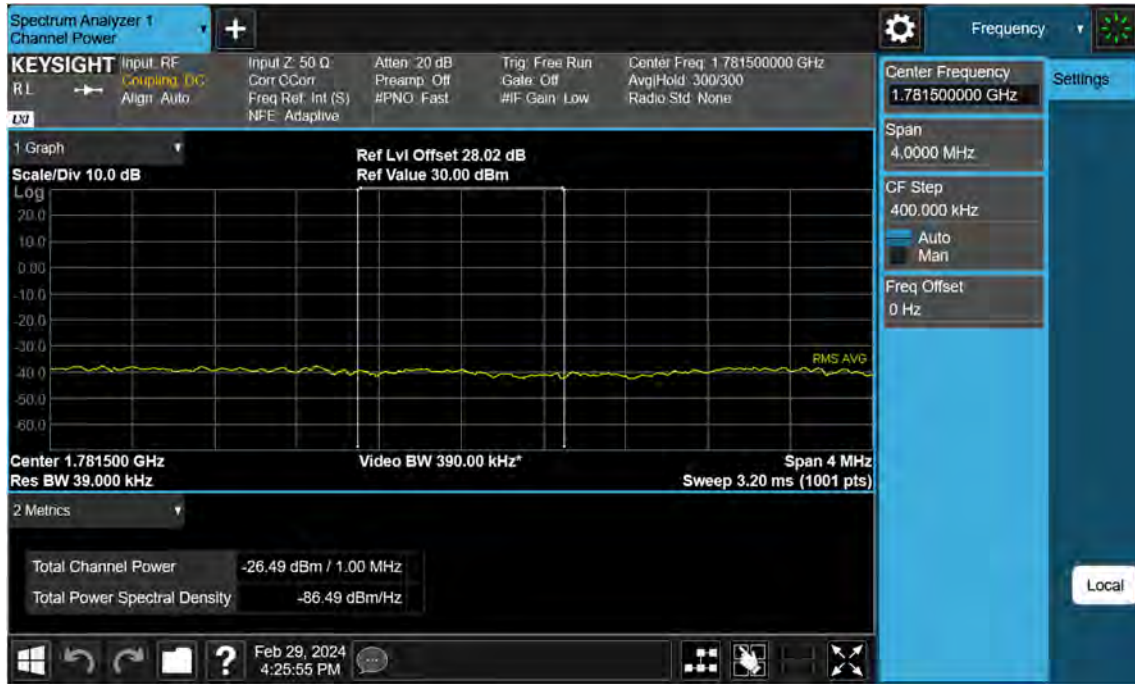 Spectrum Analyzer 1
Channel Power
Frequency
KEYSIGHT
RL
LXI
Input: RF
Coupling: DC
Align: Auto
Input Z: 50 Ω
Corr CCorr
Freq Ref: Int (S)
NFE: Adaptive
Atten: 20 dB
Preamp: Off
#PNO: Fast
Trig: Free Run
Gate: Off
#IF Gain: Low
Center Freq: 1.781500000 GHz
Avg|Hold: 300/300
Radio Std: None
Center Frequency
1.781500000 GHz
Settings
Span
4.0000 MHz
CF Step
400.000 kHz
Auto
Man
Freq Offset
0 Hz
1 Graph
Scale/Div 10.0 dB
Ref Lvl Offset 28.02 dB
Ref Value 30.00 dBm
Log
20.0
10.0
0.00
-10.0
-20.0
-30.0
-40.0
-50.0
-60.0
RMS AVG
Center 1.781500 GHz
Video BW 390.00 kHz*
Span 4 MHz
Res BW 39.000 kHz
Sweep 3.20 ms (1001 pts)
2 Metrics
Total Channel Power -26.49 dBm / 1.00 MHz
Total Power Spectral Density -86.49 dBm/Hz
Local
?
Feb 29, 2024
4:25:55 PM